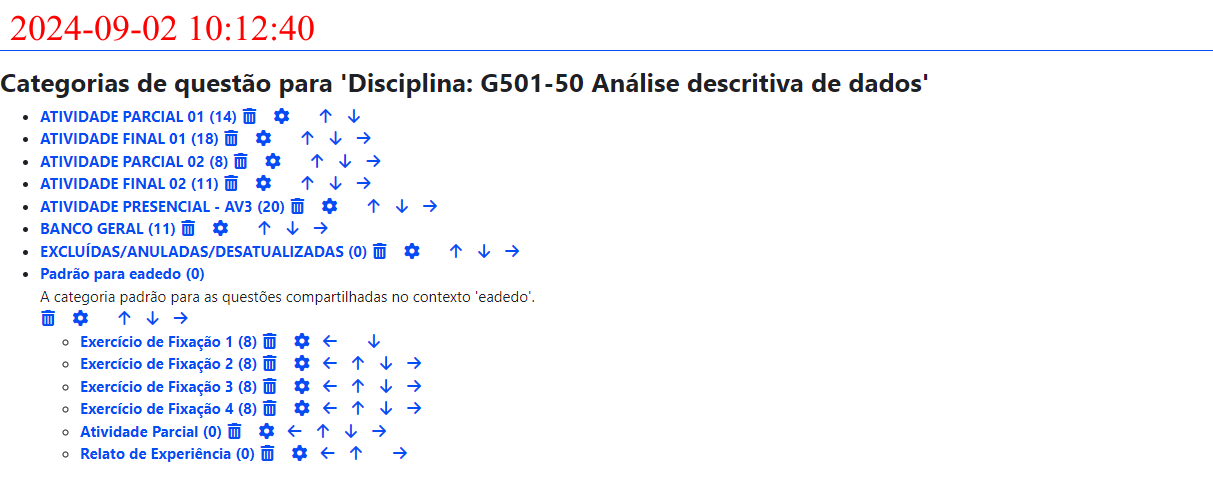 2024-09-02 10:12:40
Categorias de questão para 'Disciplina: G501-50 Análise descritiva de dados'
ATIVIDADE PARCIAL 01 (14)
ATIVIDADE FINAL 01 (18)
ATIVIDADE PARCIAL 02 (8)
ATIVIDADE FINAL 02 (11)
ATIVIDADE PRESENCIAL - AV3 (20)
BANCO GERAL (11)
EXCLUÍDAS/ANULADAS/DESATUALIZADAS (0)
Padrão para eadedo (0)
A categoria padrão para as questões compartilhadas no contexto 'eadedo'.
Exercício de Fixação 1 (8)
Exercício de Fixação 2 (8)
Exercício de Fixação 3 (8)
Exercício de Fixação 4 (8)
Atividade Parcial (0)
Relato de Experiência (0)